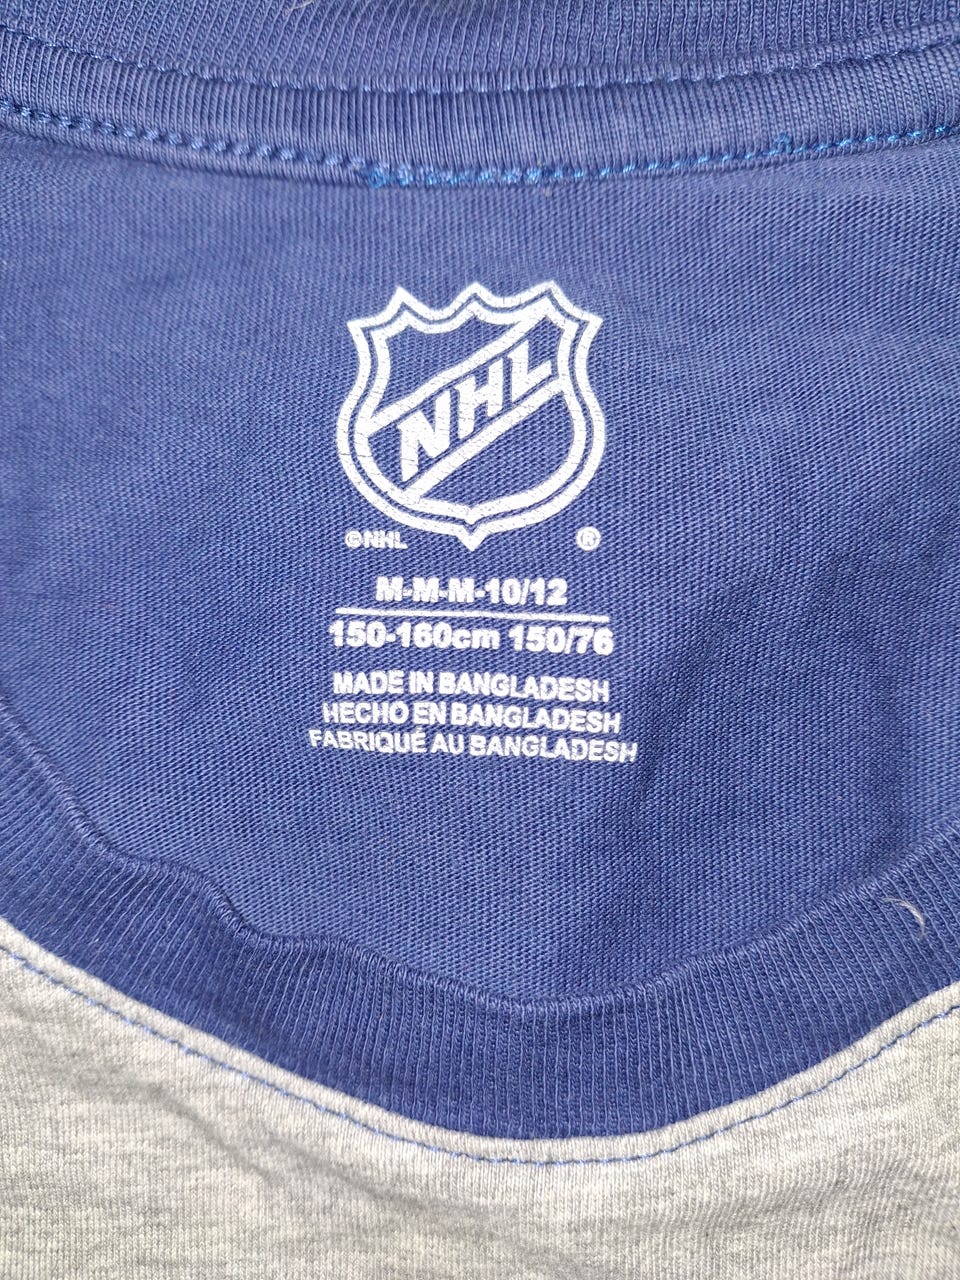 NHL
©NHL ®
M-M-M-10/12
150-160cm 150/76
MADE IN BANGLADESH
HECHO EN BANGLADESH
FABRIQUÉ AU BANGLADESH